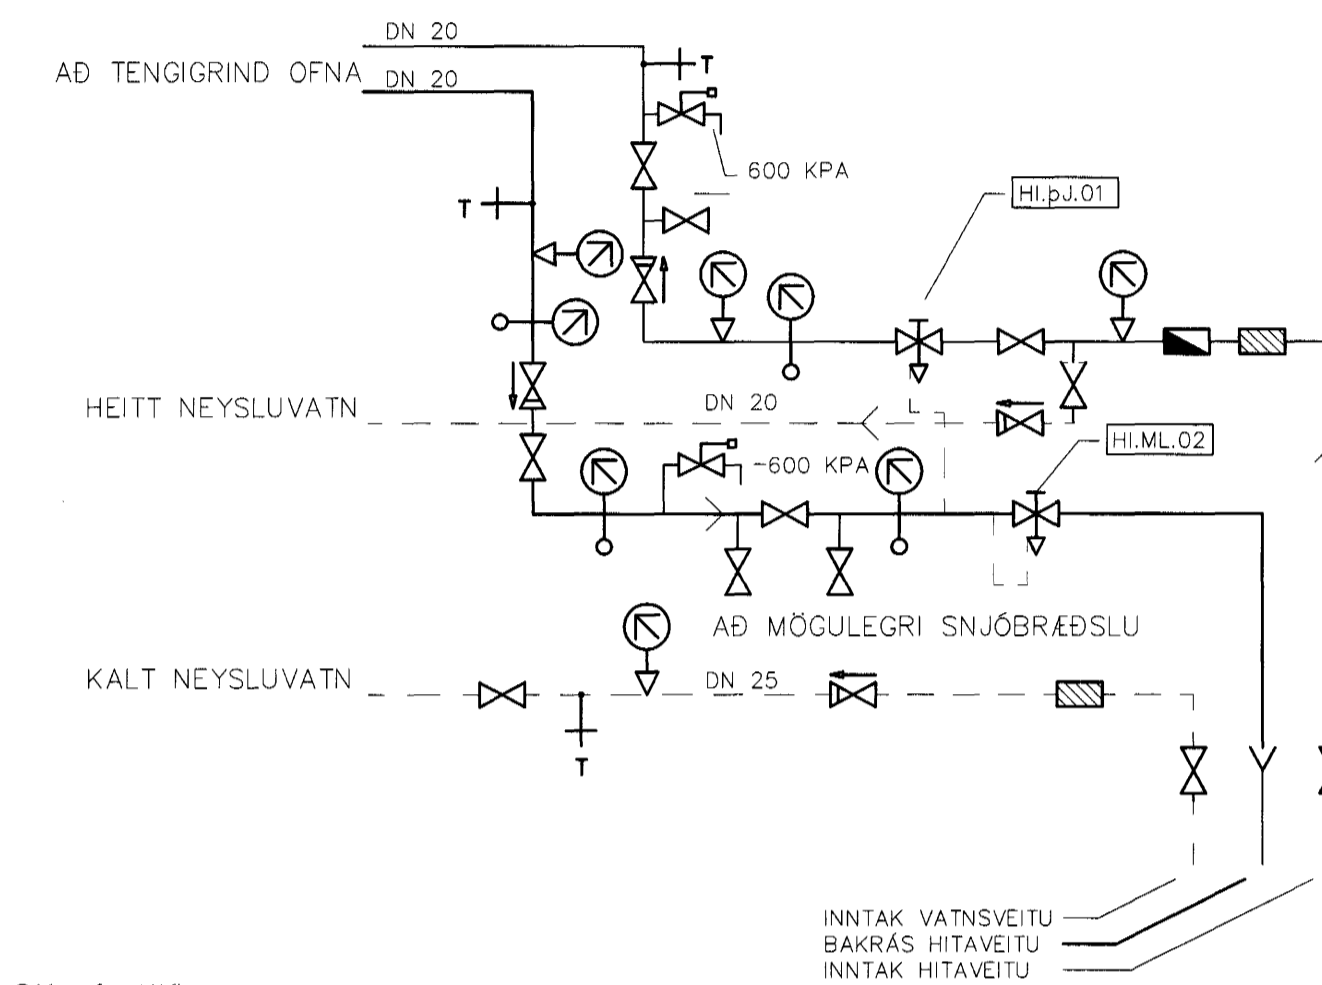 DN 20
AÐ TENGIGRIND OFNA
DN 20
T
600 KPA
HI.ÞJ.01
T
HEITT NEYSLUVATN
DN 20
HI.ML.02
-600 KPA
AÐ MÖGULEGRI SNJÓBRÆÐSLU
KALT NEYSLUVATN
DN 25
T
INNTAK VATNSVEITU
BAKRÁS HITAVEITU
INNTAK HITAVEITU